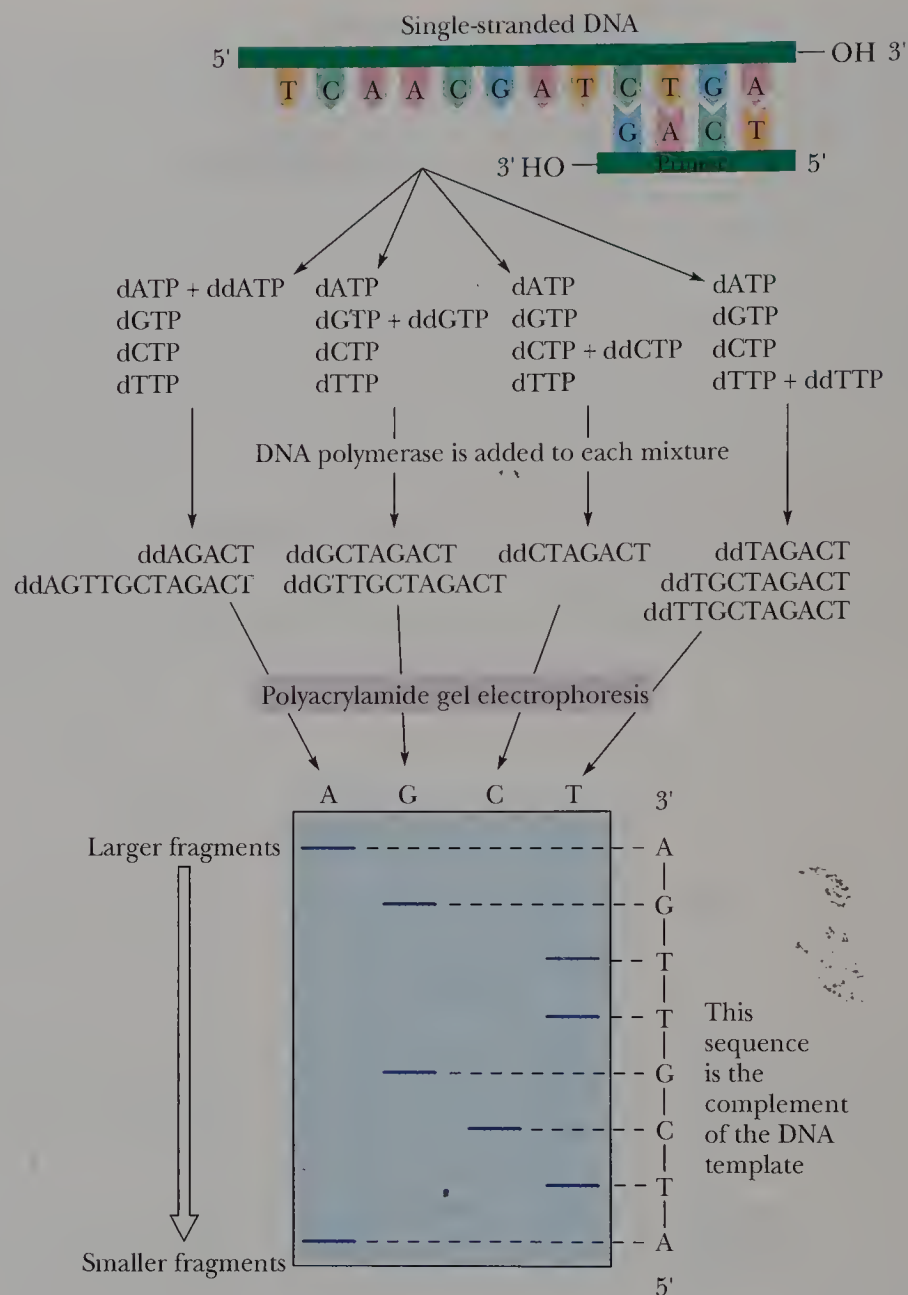 Single-stranded DNA
5'
OH 3'
T C A A C G A T C T G A
G A C T
3' HO
Primer
5'
dATP + ddATP
dGTP
dCTP
dTTP
dATP
dGTP + ddGTP
dCTP
dTTP
dATP
dGTP
dCTP + ddCTP
dTTP
dATP
dGTP
dCTP
dTTP + ddTTP
DNA polymerase is added to each mixture
ddAGACT
ddAGTTGCTAGACT
ddGCTAGACT
ddGTTGCTAGACT
ddCTAGACT
ddTAGACT
ddTGCTAGACT
ddTTGCTAGACT
Polyacrylamide gel electrophoresis
A G C T
3'
Larger fragments
A
G
T
T
G
C
T
A
This
sequence
is the
complement
of the DNA
template
Smaller fragments
5'